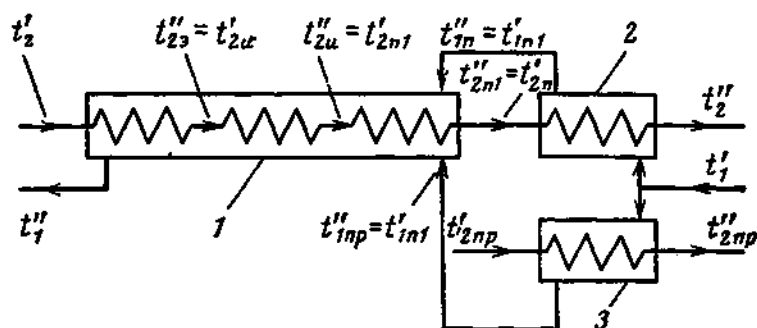 t′₂
t″₂э = t′₂и
t″₂и = t′₂п1
t″₁п = t′₁п1
t″₂п1 = t′₂п
2
t″₂
t′₁
t″₁
1
t″₁пр = t′₁п1
t′₂пр
t″₂пр
3